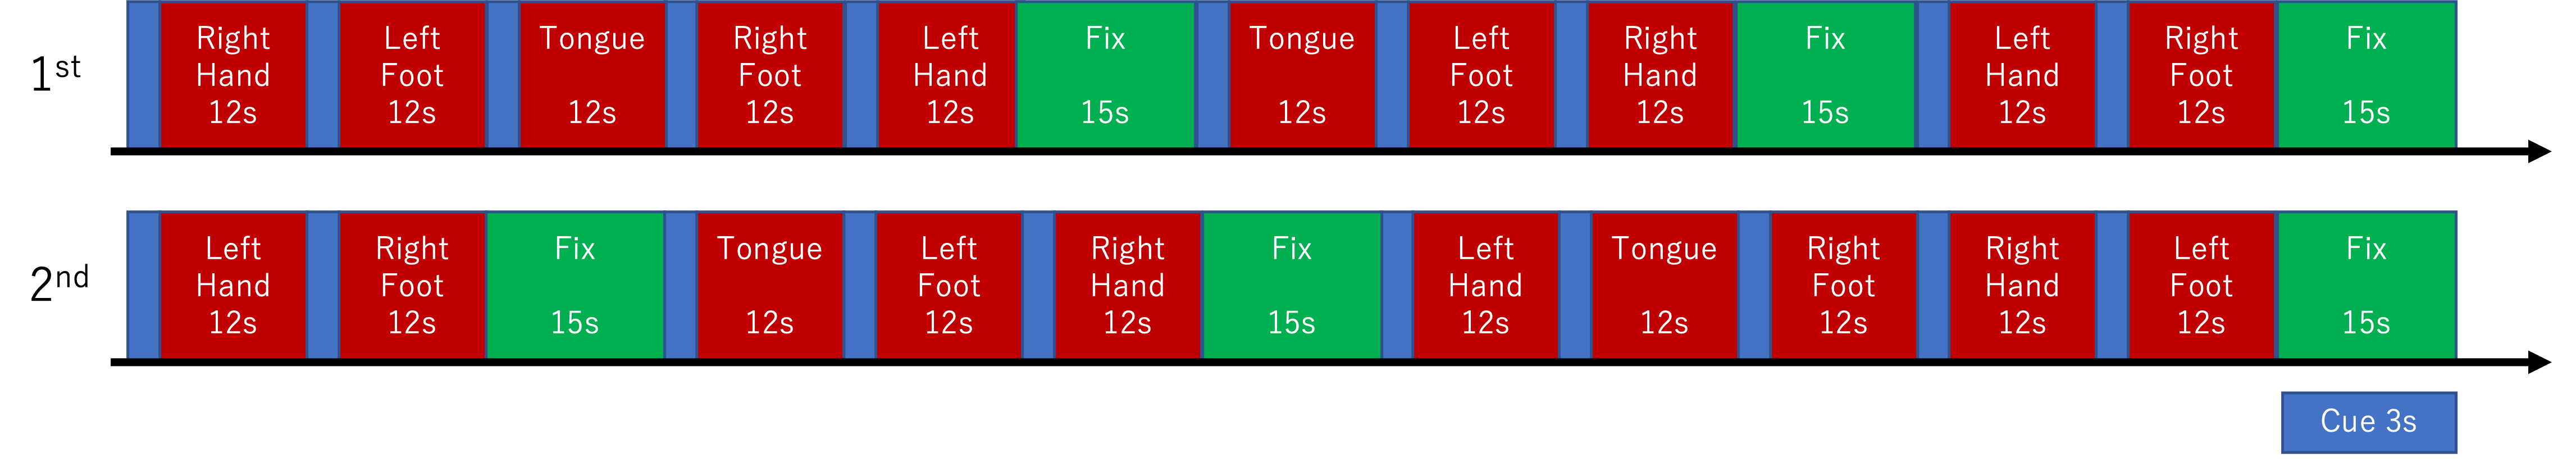 1st
Right Hand 12s
Left Foot 12s
Tongue 12s
Right Foot 12s
Left Hand 12s
Fix 15s
Tongue 12s
Left Foot 12s
Right Hand 12s
Fix 15s
Left Hand 12s
Right Foot 12s
Fix 15s
2nd
Left Hand 12s
Right Foot 12s
Fix 15s
Tongue 12s
Left Foot 12s
Right Hand 12s
Fix 15s
Left Hand 12s
Tongue 12s
Right Foot 12s
Right Hand 12s
Left Foot 12s
Fix 15s
Cue 3s